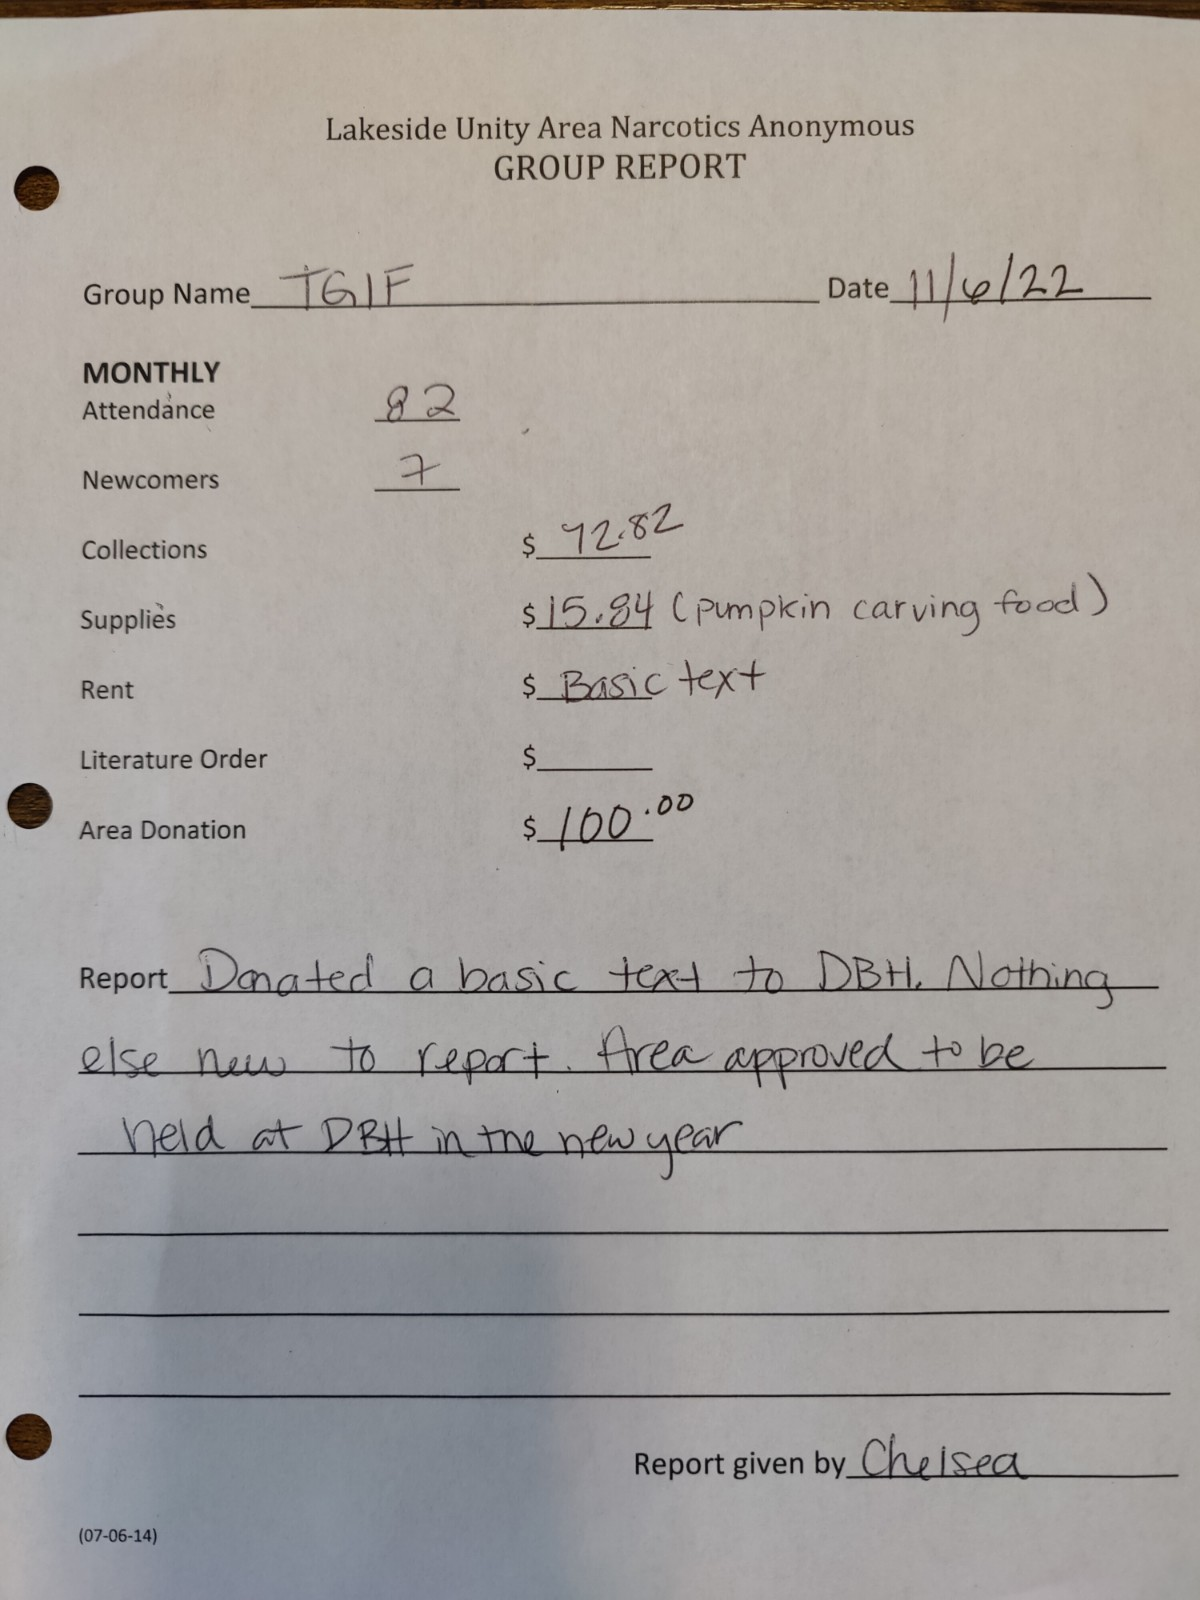 Lakeside Unity Area Narcotics Anonymous
GROUP REPORT
Group Name TGIF Date 11/6/22
MONTHLY
Attendance 82
Newcomers 7
Collections $ 72.82
Supplies $ 15.84 (pumpkin carving food)
Rent $ Basic text
Literature Order $
Area Donation $ 100.00
Report Donated a basic text to DBH. Nothing
else new to report. Area approved to be
held at DBH in the new year
Report given by Chelsea
(07-06-14)